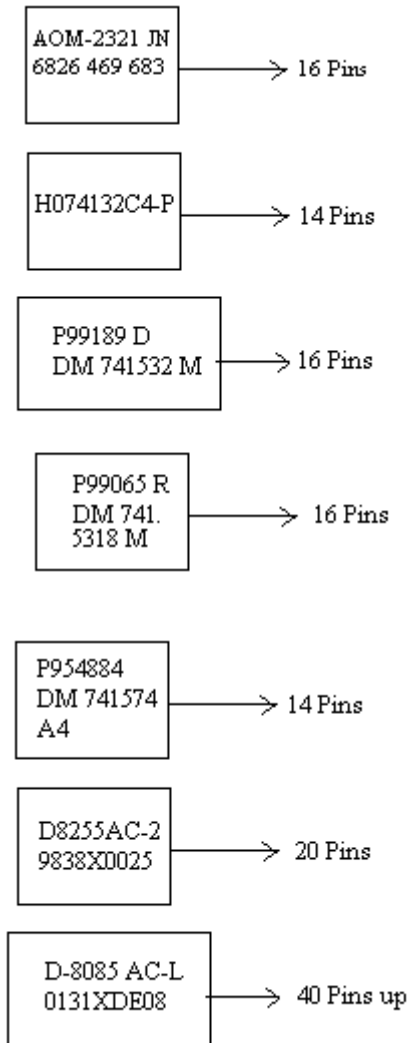 AOM-2321 JN
6826 469 683
16 Pins
H074132C4-P
14 Pins
P99189 D
DM 741532 M
16 Pins
P99065 R
DM 741.
5318 M
16 Pins
P954884
DM 741574
A4
14 Pins
D8255AC-2
9838X0025
20 Pins
D-8085 AC-L
0131XDE08
40 Pins up